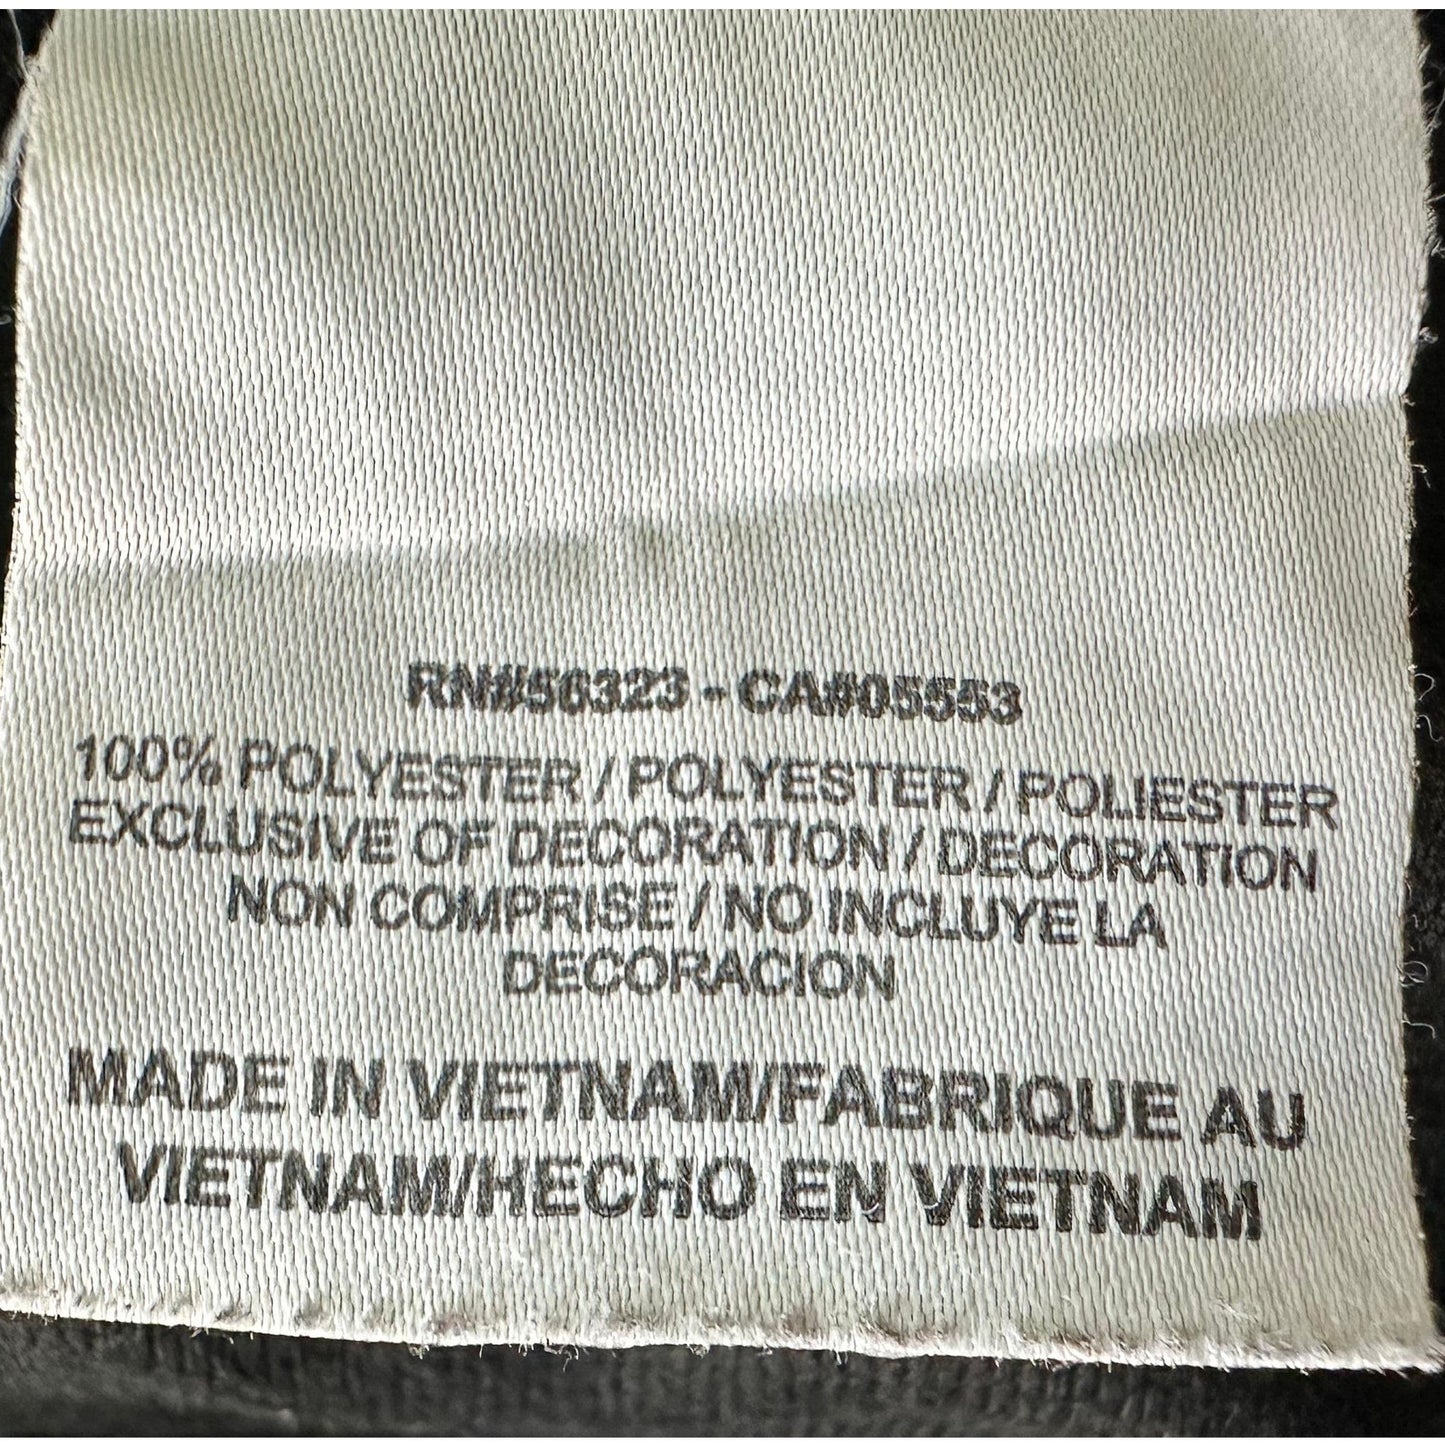 RN#56323 - CA#05553
100% POLYESTER / POLYESTER / POLIESTER
EXCLUSIVE OF DECORATION / DECORATION
NON COMPRISE / NO INCLUYE LA
DECORACION
MADE IN VIETNAM/FABRIQUE AU
VIETNAM/HECHO EN VIETNAM